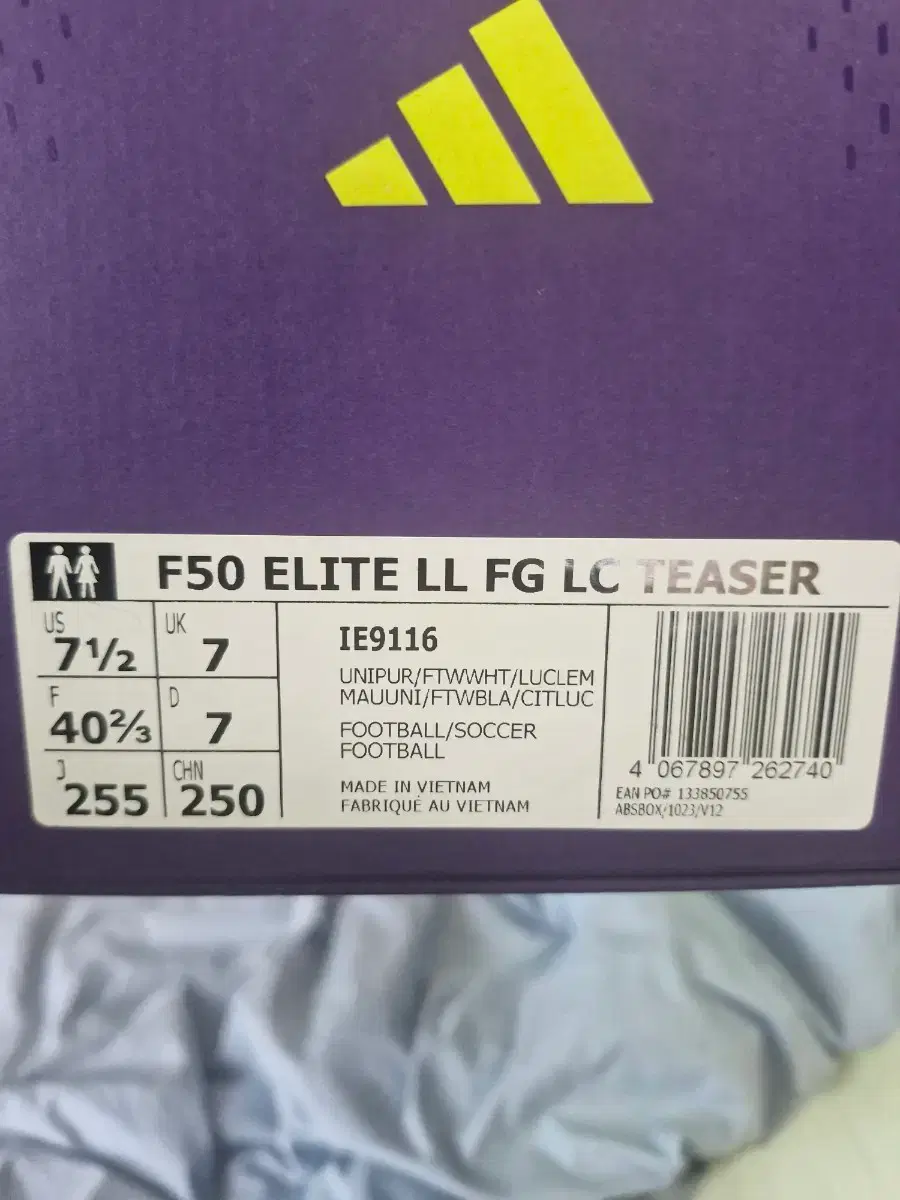 F50 ELITE LL FG LC TEASER
US 7½
UK 7
F 40⅔
D 7
J 255
CHN 250
IE9116
UNIPUR/FTWWHT/LUCLEM
MAUUNI/FTWBLA/CITLUC
FOOTBALL/SOCCER
FOOTBALL
MADE IN VIETNAM
FABRIQUÉ AU VIETNAM
4 067897 262740
EAN PO# 133850755
ABSBOX/1023/V12